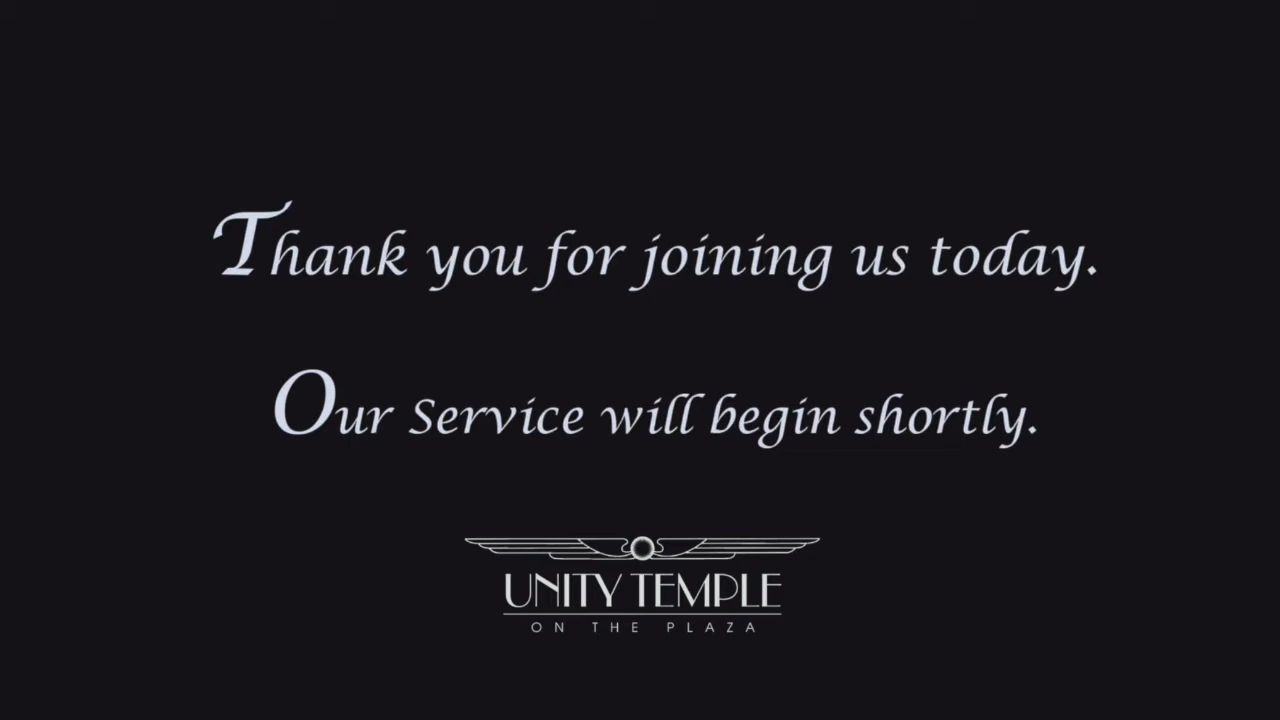 Thank you for joining us today.
Our Service will begin shortly.
UNITY TEMPLE
ON THE PLAZA